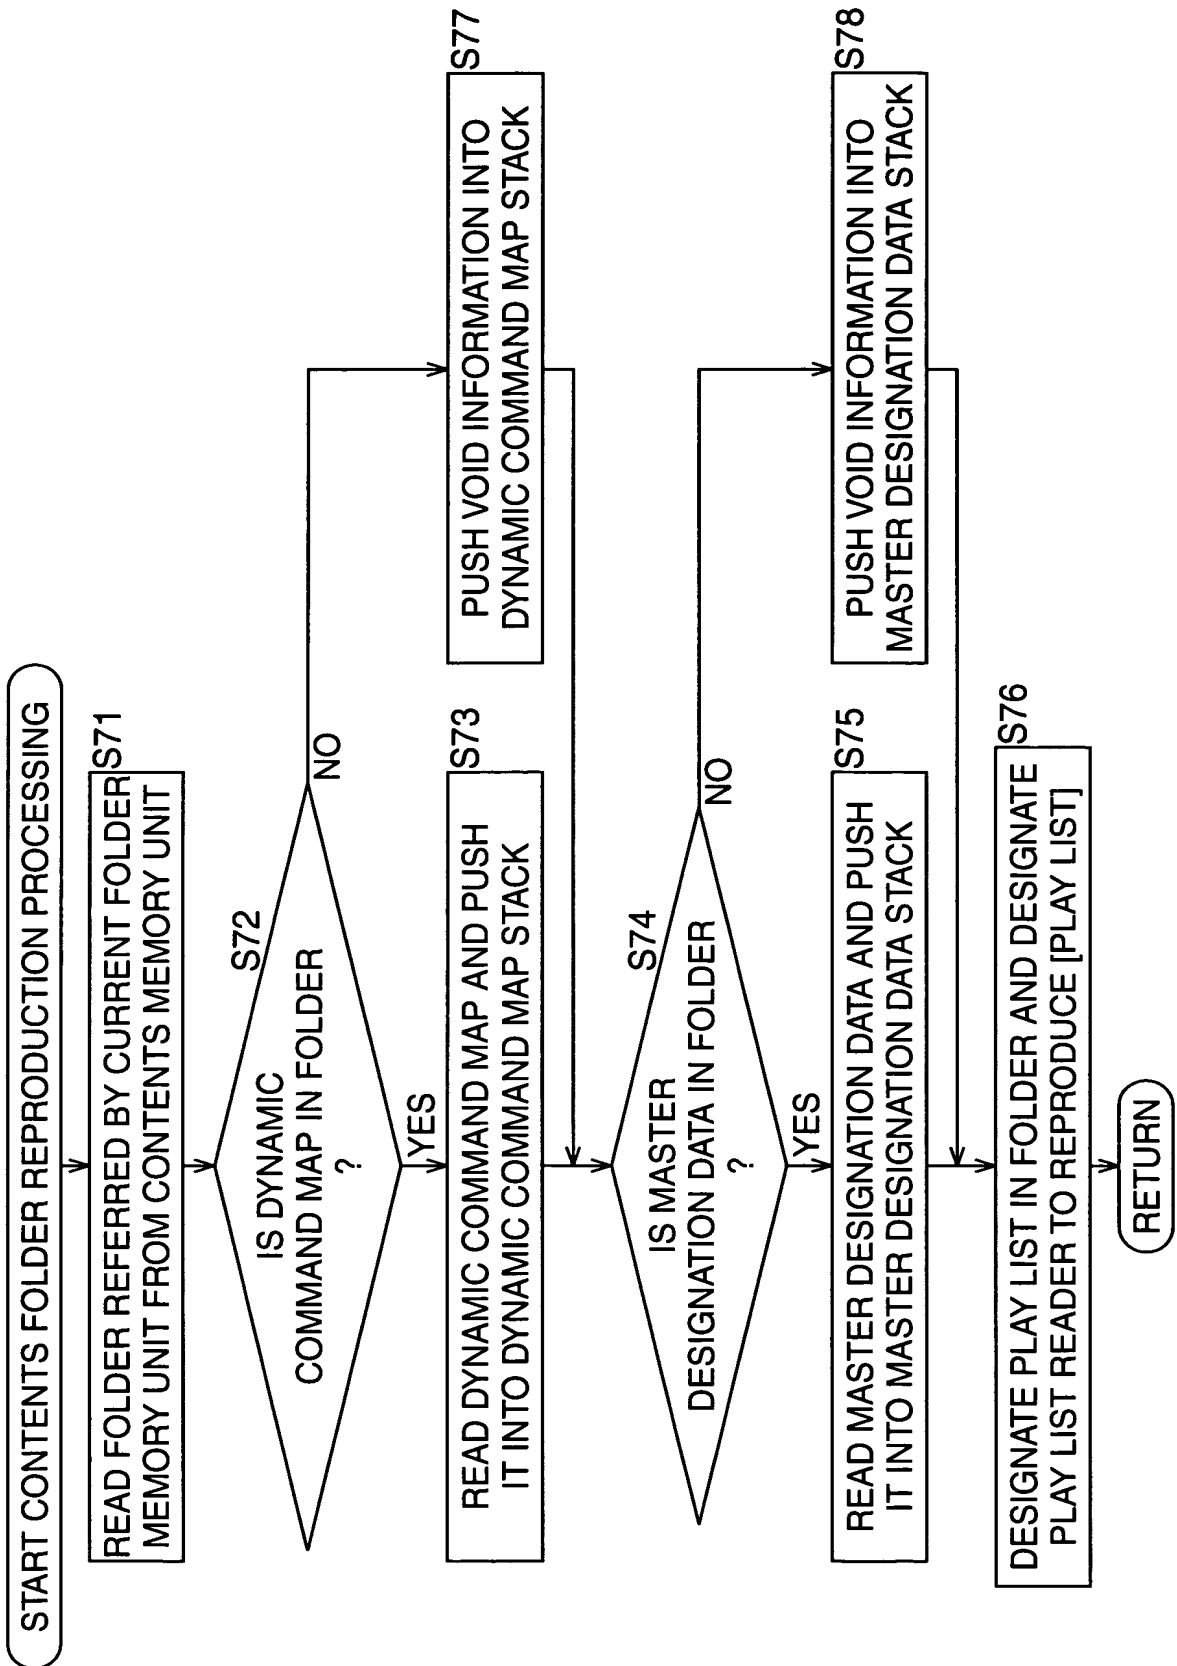 START CONTENTS FOLDER REPRODUCTION PROCESSING
S71
READ FOLDER REFERRED BY CURRENT FOLDER
MEMORY UNIT FROM CONTENTS MEMORY UNIT
S72
IS DYNAMIC
COMMAND MAP IN FOLDER
?
NO
YES
S73
READ DYNAMIC COMMAND MAP AND PUSH
IT INTO DYNAMIC COMMAND MAP STACK
S77
PUSH VOID INFORMATION INTO
DYNAMIC COMMAND MAP STACK
S74
IS MASTER
DESIGNATION DATA IN FOLDER
?
NO
YES
S75
READ MASTER DESIGNATION DATA AND PUSH
IT INTO MASTER DESIGNATION DATA STACK
S78
PUSH VOID INFORMATION INTO
MASTER DESIGNATION DATA STACK
S76
DESIGNATE PLAY LIST IN FOLDER AND DESIGNATE
PLAY LIST READER TO REPRODUCE [PLAY LIST]
RETURN